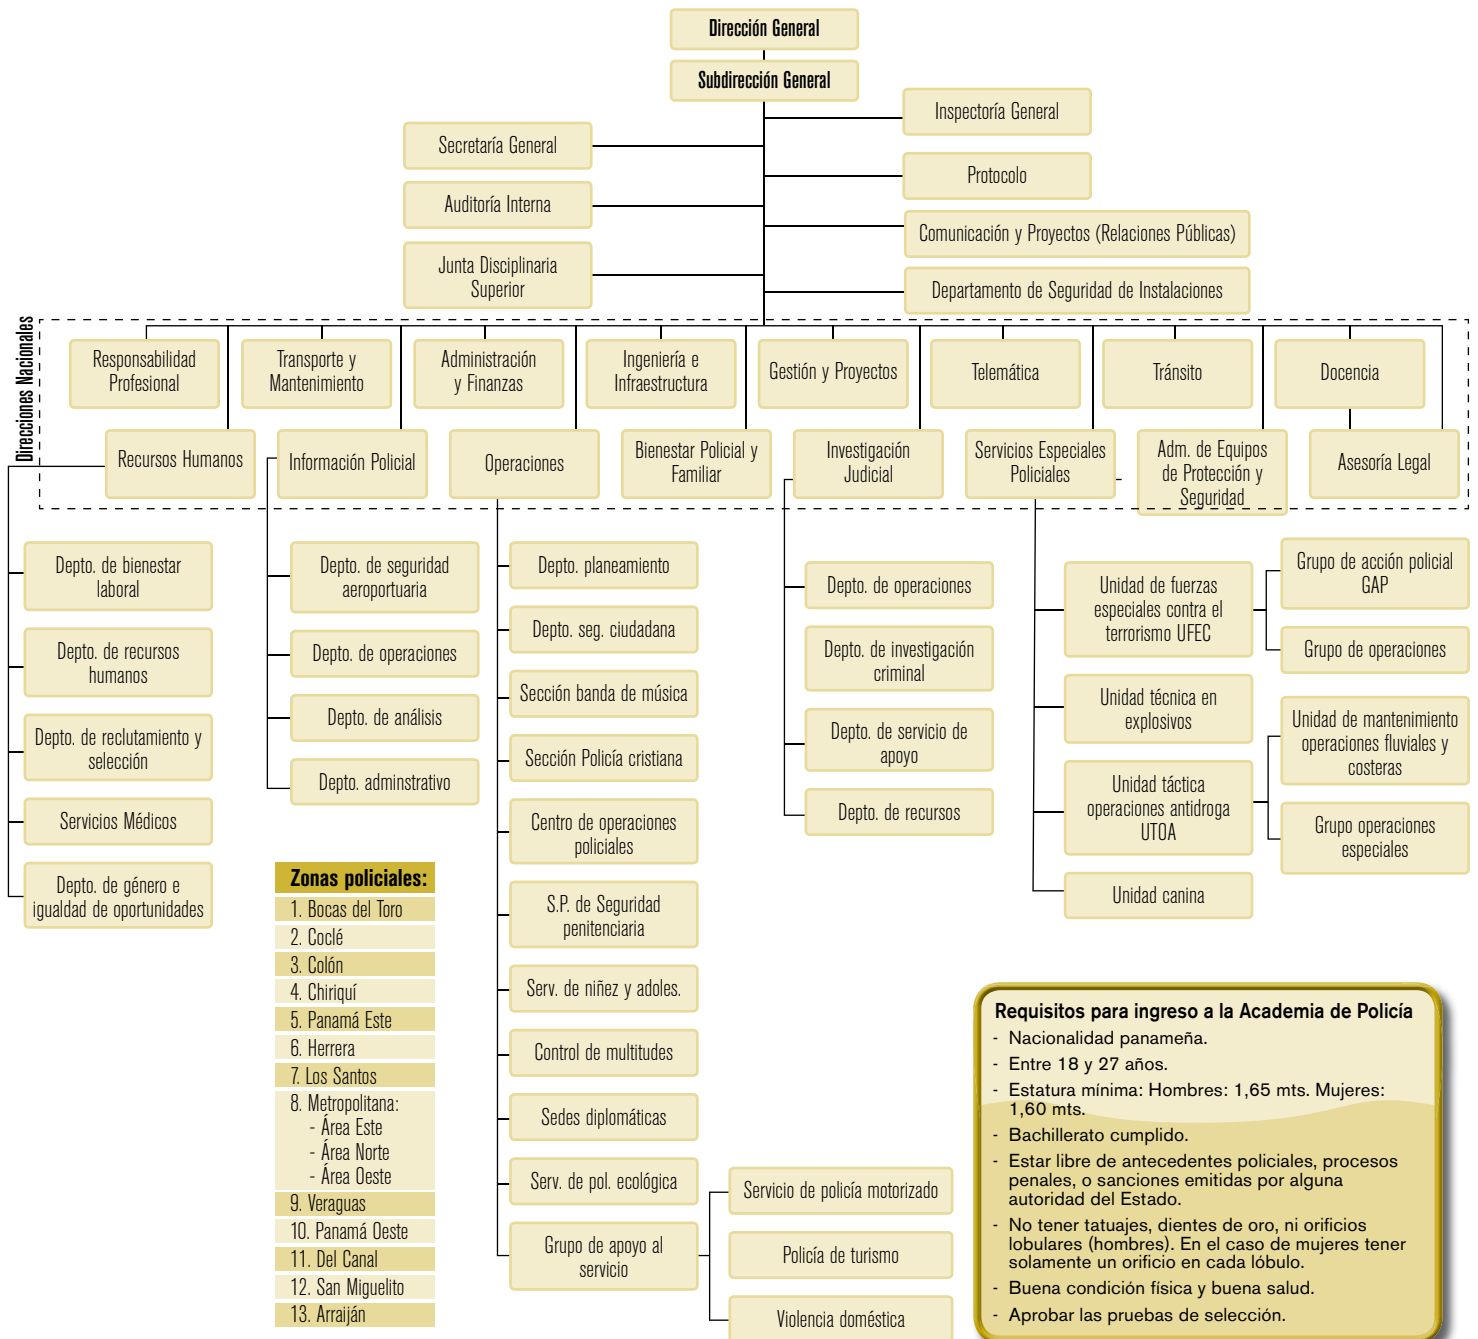 Dirección General
Subdirección General
Inspectoría General
Secretaría General
Protocolo
Auditoría Interna
Comunicación y Proyectos (Relaciones Públicas)
Junta Disciplinaria
Superior
Departamento de Seguridad de Instalaciones
Direcciones Nacionales
Responsabilidad
Profesional
Transporte y
Mantenimiento
Administración
y Finanzas
Ingeniería e
Infraestructura
Gestión y Proyectos
Telemática
Tránsito
Docencia
Recursos Humanos
Información Policial
Operaciones
Bienestar Policial y
Familiar
Investigación
Judicial
Servicios Especiales
Policiales
Adm. de Equipos
de Protección y
Seguridad
Asesoría Legal
Depto. de bienestar
laboral
Depto. de recursos
humanos
Depto. de reclutamiento y
selección
Servicios Médicos
Depto. de género e
igualdad de oportunidades
Depto. de seguridad
aeroportuaria
Depto. de operaciones
Depto. de análisis
Depto. adminstrativo
Depto. planeamiento
Depto. seg. ciudadana
Sección banda de música
Sección Policía cristiana
Centro de operaciones
policiales
S.P. de Seguridad
penitenciaria
Serv. de niñez y adoles.
Control de multitudes
Sedes diplomáticas
Serv. de pol. ecológica
Grupo de apoyo al
servicio
Servicio de policía motorizado
Policía de turismo
Violencia doméstica
Depto. de operaciones
Depto. de investigación
criminal
Depto. de servicio de
apoyo
Depto. de recursos
Unidad de fuerzas
especiales contra el
terrorismo UFEC
Unidad técnica en
explosivos
Unidad táctica
operaciones antidroga
UTOA
Unidad canina
Grupo de acción policial
GAP
Grupo de operaciones
Unidad de mantenimiento
operaciones fluviales y
costeras
Grupo operaciones
especiales
Zonas policiales:
1. Bocas del Toro
2. Coclé
3. Colón
4. Chiriquí
5. Panamá Este
6. Herrera
7. Los Santos
8. Metropolitana:
- Área Este
- Área Norte
- Área Oeste
9. Veraguas
10. Panamá Oeste
11. Del Canal
12. San Miguelito
13. Arraiján
Requisitos para ingreso a la Academia de Policía
- Nacionalidad panameña.
- Entre 18 y 27 años.
- Estatura mínima: Hombres: 1,65 mts. Mujeres:
1,60 mts.
- Bachillerato cumplido.
- Estar libre de antecedentes policiales, procesos
penales, o sanciones emitidas por alguna
autoridad del Estado.
- No tener tatuajes, dientes de oro, ni orificios
lobulares (hombres). En el caso de mujeres tener
solamente un orificio en cada lóbulo.
- Buena condición física y buena salud.
- Aprobar las pruebas de selección.